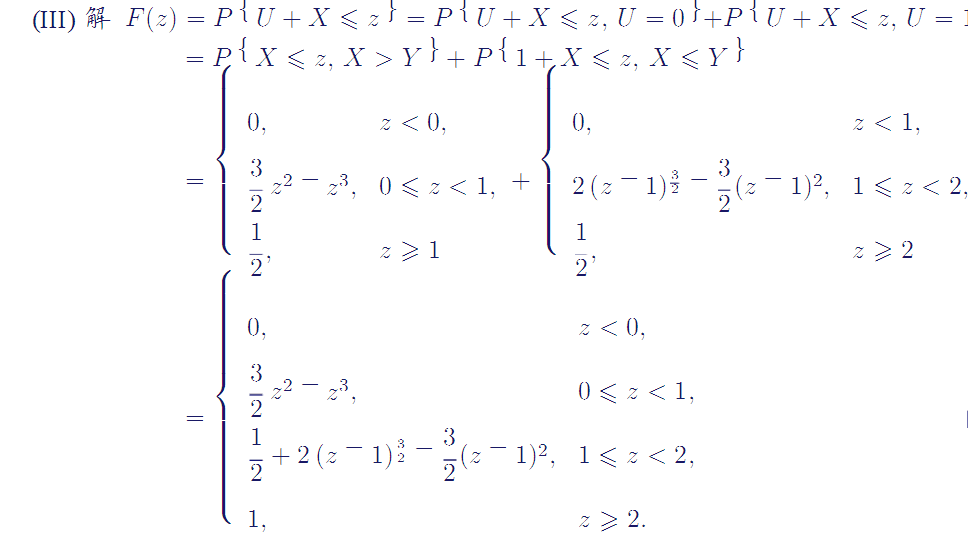 (III) 解 F(z) = P{U + X ⩽ z} = P{U + X ⩽ z, U = 0}+P{U + X ⩽ z, U = 1
= P{X ⩽ z, X > Y} + P{1 + X ⩽ z, X ⩽ Y}
= { 0, z < 0, + { 0, z < 1,
3/2 z² − z³, 0 ⩽ z < 1, 2 (z − 1)^{3/2} − 3/2 (z − 1)², 1 ⩽ z < 2,
1/2, z ⩾ 1 1/2, z ⩾ 2
= { 0, z < 0,
3/2 z² − z³, 0 ⩽ z < 1,
1/2 + 2 (z − 1)^{3/2} − 3/2 (z − 1)², 1 ⩽ z < 2,
1, z ⩾ 2.